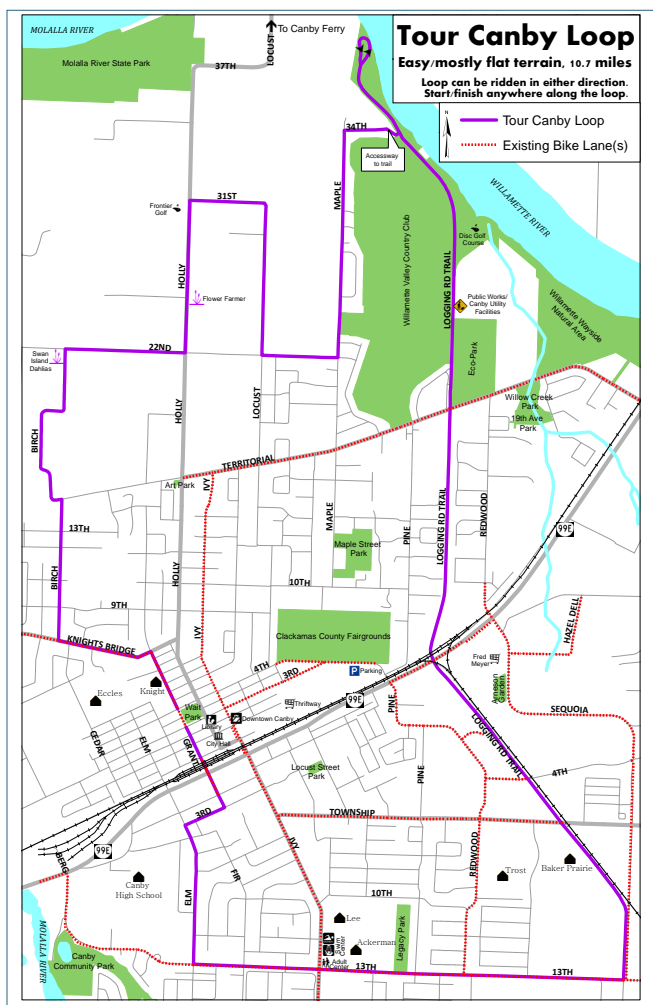 MOLALLA RIVER
To Canby Ferry
LOCUST
Tour Canby Loop
Easy/mostly flat terrain, 10.7 miles
Loop can be ridden in either direction.
Start/finish anywhere along the loop.
N
Tour Canby Loop
Existing Bike Lane(s)
Molalla River State Park
37TH
34TH
Accessway
to trail
MAPLE
WILLAMETTE RIVER
31ST
Frontier
Golf
Disc Golf
Course
Willamette Valley Country Club
LOGGING RD TRAIL
HOLLY
Flower Farmer
Public Works/
Canby Utility
Facilities
Willamette Wayside
Natural Area
Eco-Park
22ND
Swan
Island
Dahlias
LOCUST
HOLLY
BIRCH
Willow Creek
Park
19th Ave
Park
TERRITORIAL
Art Park
IVY
13TH
MAPLE
PINE
LOGGING RD TRAIL
REDWOOD
99E
Maple Street
Park
BIRCH
HOLLY
10TH
9TH
IVY
Clackamas County Fairgrounds
HAZEL DELL
KNIGHTS BRIDGE
4TH
3RD
Parking
Fred
Meyer
Eccles
Knight
99E
PINE
Arneson
Garden
Thriftway
Wait
Park
Library
Downtown Canby
City Hall
SEQUOIA
CEDAR
ELM
GRANT
LOGGING RD TRAIL
Locust Street
Park
PINE
4TH
3RD
TOWNSHIP
99E
BERG
IVY
REDWOOD
FIR
Trost
Baker Prairie
Canby
High School
ELM
10TH
Lee
Legacy Park
Swim
Center
Ackerman
Adult
Center
MOLALLA
RIVER
Canby
Community Park
13TH
13TH